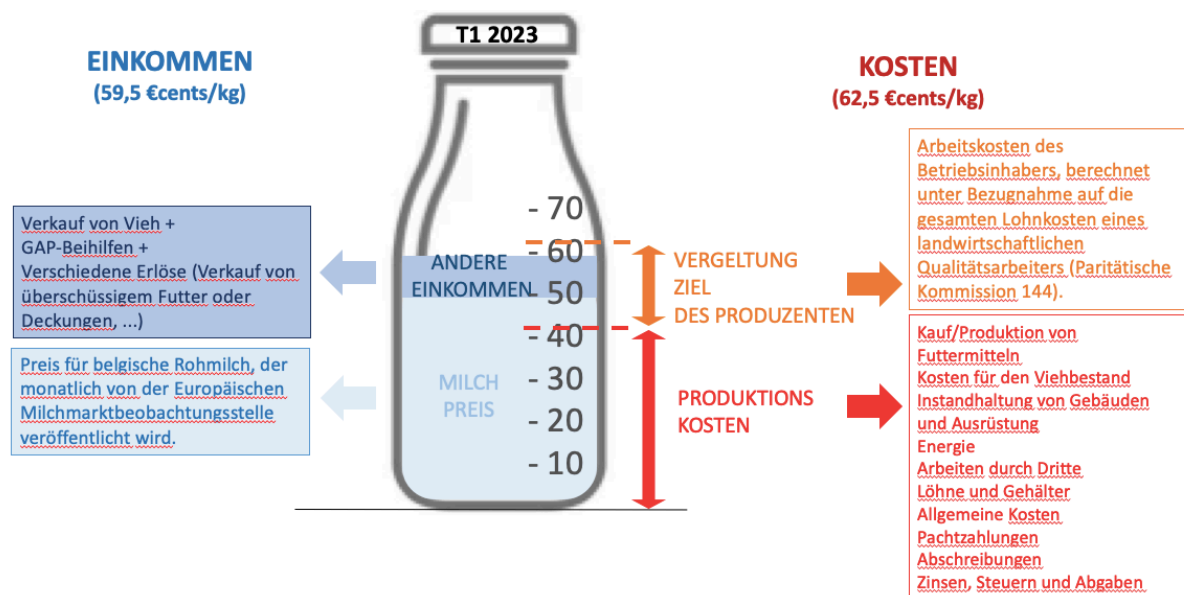 T1 2023
EINKOMMEN
(59,5 €cents/kg)
KOSTEN
(62,5 €cents/kg)
Verkauf von Vieh +
GAP-Beihilfen +
Verschiedene Erlöse (Verkauf von
überschüssigem Futter oder
Deckungen, ...)
Preis für belgische Rohmilch, der
monatlich von der Europäischen
Milchmarktbeobachtungsstelle
veröffentlicht wird.
ANDERE
EINKOMMEN
MILCH
PREIS
- 70
- 60
- 50
- 40
- 30
- 20
- 10
VERGELTUNG
ZIEL
DES PRODUZENTEN
PRODUKTIONS
KOSTEN
Arbeitskosten des
Betriebsinhabers, berechnet
unter Bezugnahme auf die
gesamten Lohnkosten eines
landwirtschaftlichen
Qualitätsarbeiters (Paritätische
Kommission 144).
Kauf/Produktion von
Futtermitteln
Kosten für den Viehbestand
Instandhaltung von Gebäuden
und Ausrüstung
Energie
Arbeiten durch Dritte
Löhne und Gehälter
Allgemeine Kosten
Pachtzahlungen
Abschreibungen
Zinsen, Steuern und Abgaben